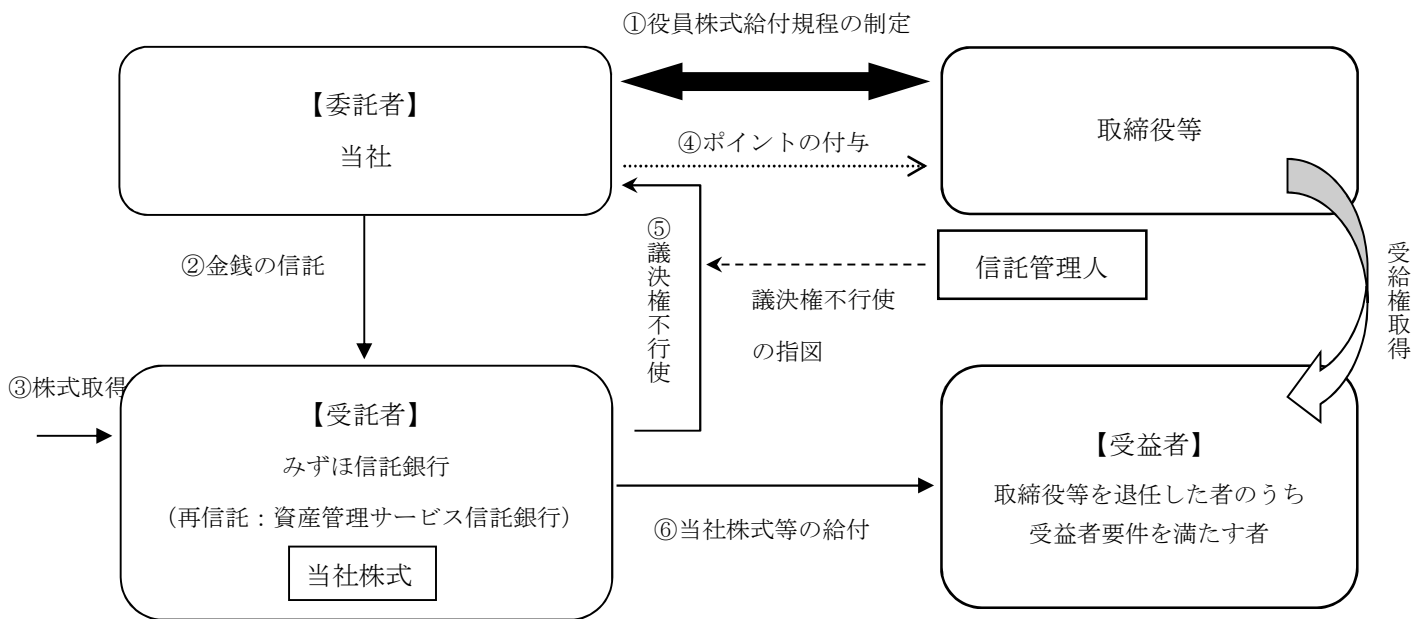 ①役員株式給付規程の制定
【委託者】
当社
取締役等
④ポイントの付与
②金銭の信託
⑤議決権不行使
信託管理人
議決権不行使
の指図
受給権取得
③株式取得
【受託者】
みずほ信託銀行
(再信託:資産管理サービス信託銀行)
当社株式
⑥当社株式等の給付
【受益者】
取締役等を退任した者のうち
受益者要件を満たす者